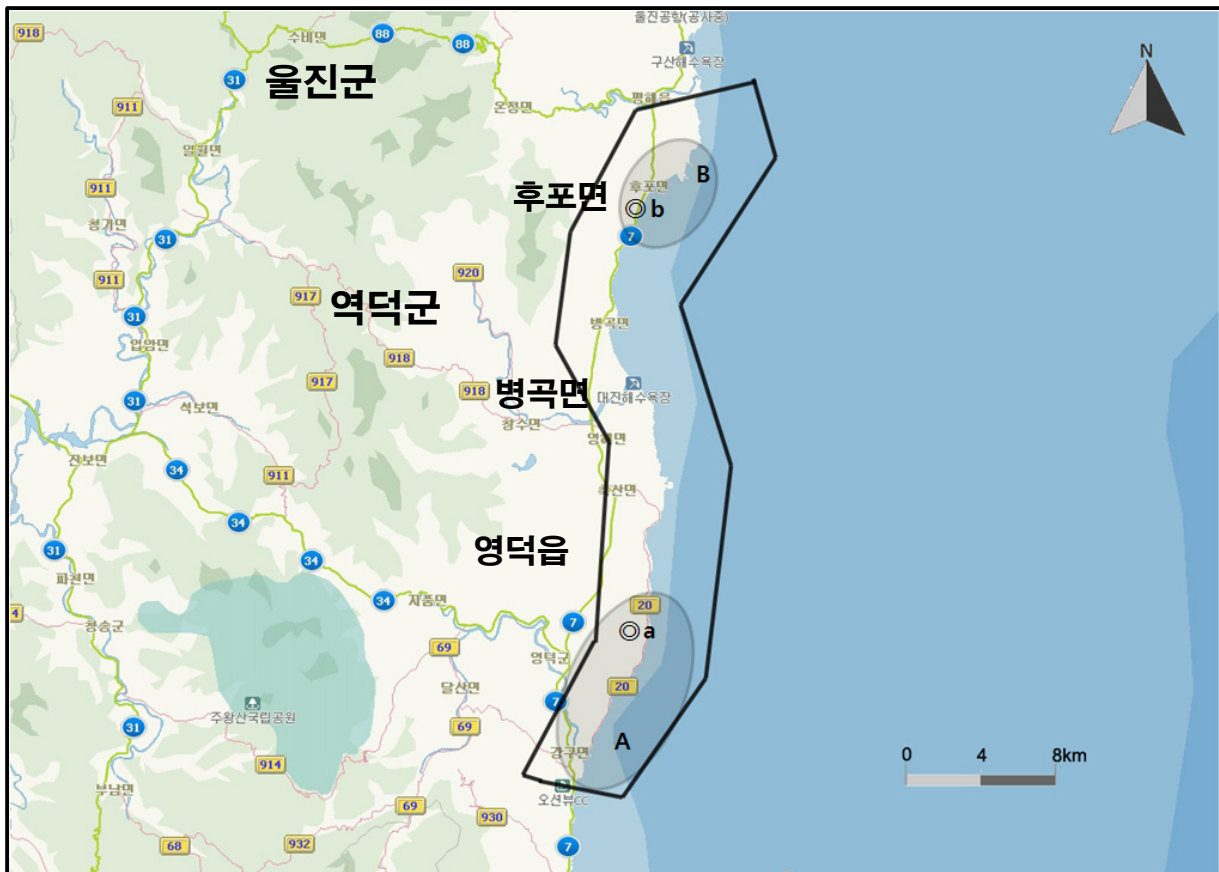 울진공항(공사중)
918
수비면
88
88
구산해수욕장
N
31
울진군
911
온정면
평해읍
일월면
B
911
후포면
후포면
b
청기면
31
7
911
920
917
역덕군
31
병곡면
입암면
918
917
918
병곡면
대진해수욕장
31
석보면
창수면
영해면
진보면
34
911
축산면
34
영덕읍
31
34
파천면
34
지품면
20
4
7
a
청송군
69
영덕군
20
달산면
7
주왕산국립공원
31
69
A
강구면
0
4
8km
914
오션뷰CC
부남면
69
930
68
932
7